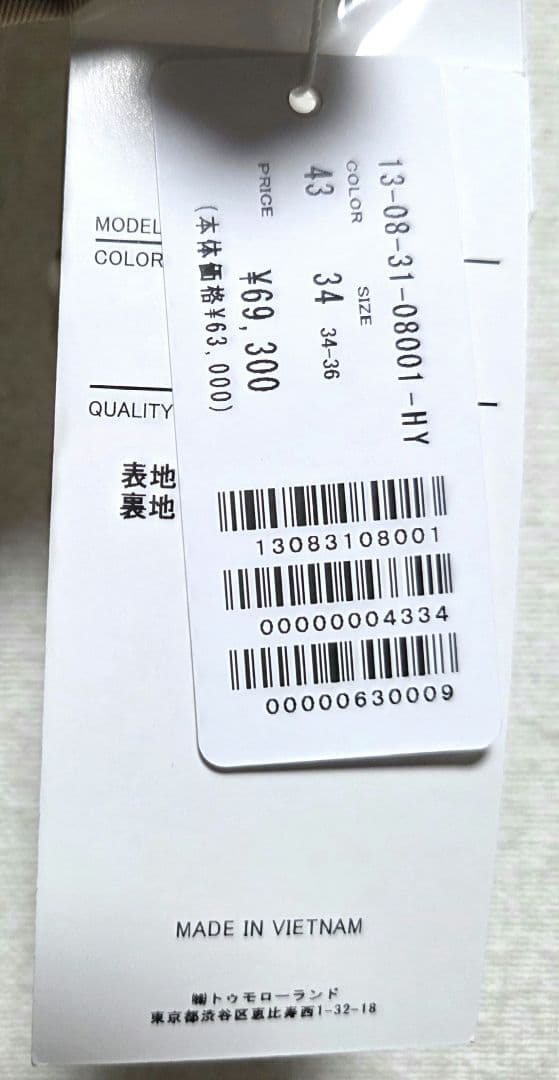 13-08-31-08001-HY
COLOR SIZE
43 34 34-36
PRICE ¥69,300
(本体価格¥63,000)
13083108001
00000004334
00000630009
MODEL
COLOR
QUALITY
表地
裏地
MADE IN VIETNAM
㈱トゥモローランド
東京都渋谷区恵比寿西1-32-18